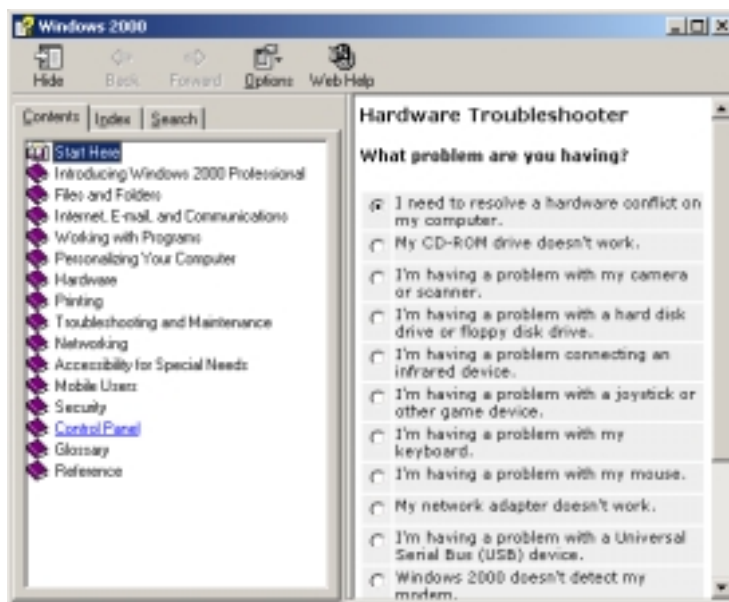 Windows 2000
Hide Back Forward Options Web Help
Contents Index Search
Start Here
Introducing Windows 2000 Professional
Files and Folders
Internet, E-mail, and Communications
Working with Programs
Personalizing Your Computer
Hardware
Printing
Troubleshooting and Maintenance
Networking
Accessibility for Special Needs
Mobile Users
Security
Control Panel
Glossary
Reference
Hardware Troubleshooter
What problem are you having?
I need to resolve a hardware conflict on
my computer.
My CD-ROM drive doesn't work.
I'm having a problem with my camera
or scanner.
I'm having a problem with a hard disk
drive or floppy disk drive.
I'm having a problem connecting an
infrared device.
I'm having a problem with a joystick or
other game device.
I'm having a problem with my
keyboard.
I'm having a problem with my mouse.
My network adapter doesn't work.
I'm having a problem with a Universal
Serial Bus (USB) device.
Windows 2000 doesn't detect my
modem.